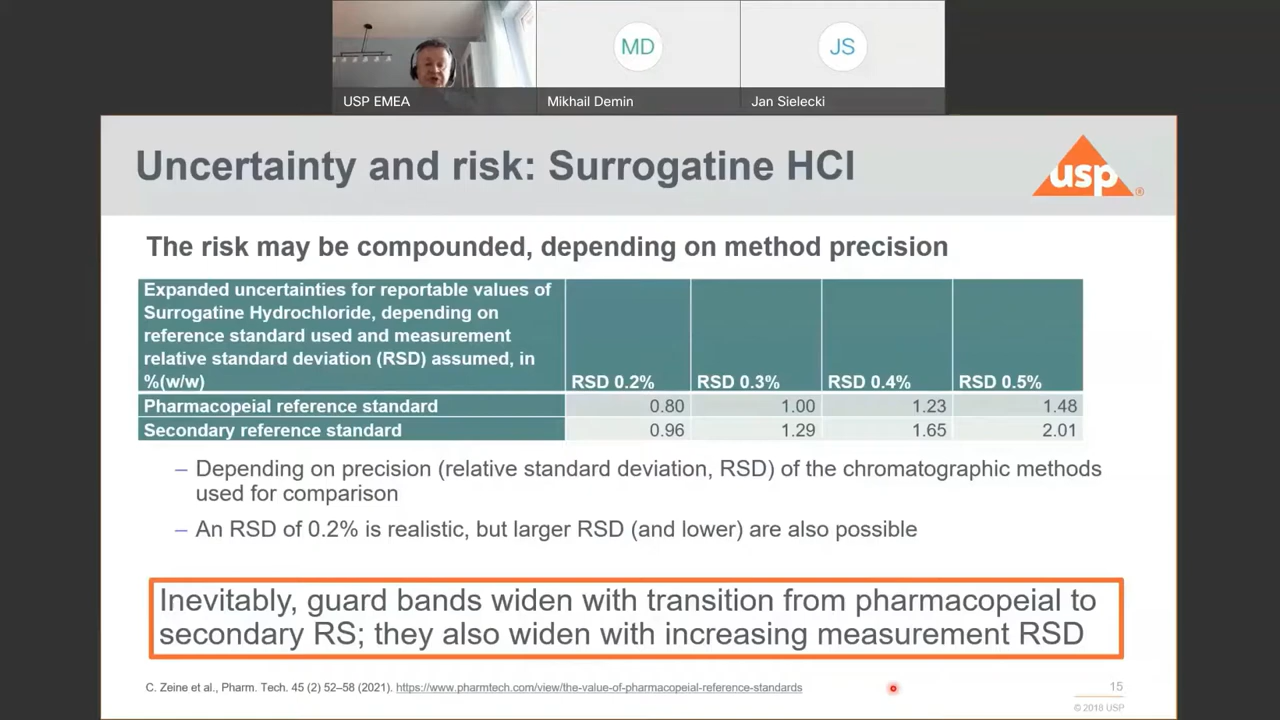 MD
JS
USP EMEA
Mikhail Demin
Jan Sielecki
Uncertainty and risk: Surrogatine HCl
usp®
The risk may be compounded, depending on method precision
Expanded uncertainties for reportable values of
Surrogatine Hydrochloride, depending on
reference standard used and measurement
relative standard deviation (RSD) assumed, in
%(w/w) RSD 0.2% RSD 0.3% RSD 0.4% RSD 0.5%
Pharmacopeial reference standard 0.80 1.00 1.23 1.48
Secondary reference standard 0.96 1.29 1.65 2.01
– Depending on precision (relative standard deviation, RSD) of the chromatographic methods
used for comparison
– An RSD of 0.2% is realistic, but larger RSD (and lower) are also possible
Inevitably, guard bands widen with transition from pharmacopeial to
secondary RS; they also widen with increasing measurement RSD
C. Zeine et al., Pharm. Tech. 45 (2) 52–58 (2021). https://www.pharmtech.com/view/the-value-of-pharmacopeial-reference-standards
15
© 2018 USP